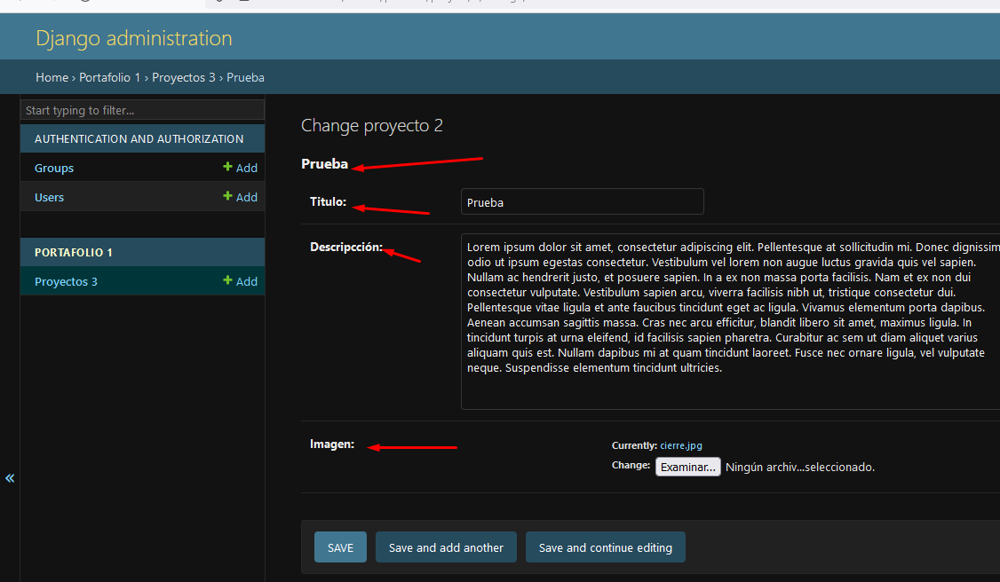 Django administration
Home › Portafolio 1 › Proyectos 3 › Prueba
Start typing to filter...
AUTHENTICATION AND AUTHORIZATION
Groups + Add
Users + Add
PORTAFOLIO 1
Proyectos 3 + Add
«
Change proyecto 2
Prueba
Titulo: Prueba
Descripcción:
Lorem ipsum dolor sit amet, consectetur adipiscing elit. Pellentesque at sollicitudin mi. Donec dignissim
odio ut ipsum egestas consectetur. Vestibulum vel lorem non augue luctus gravida quis vel sapien.
Nullam ac hendrerit justo, et posuere sapien. In a ex non massa porta facilisis. Nam et ex non dui
consectetur vulputate. Vestibulum sapien arcu, viverra facilisis nibh ut, tristique consectetur dui.
Pellentesque vitae ligula et ante faucibus tincidunt eget ac ligula. Vivamus elementum porta dapibus.
Aenean accumsan sagittis massa. Cras nec arcu efficitur, blandit libero sit amet, maximus ligula. In
tincidunt turpis at urna eleifend, id facilisis sapien pharetra. Curabitur ac sem ut diam aliquet varius
aliquam quis est. Nullam dapibus mi at quam tincidunt laoreet. Fusce nec ornare ligula, vel vulputate
neque. Suspendisse elementum tincidunt ultricies.
Imagen:
Currently: cierre.jpg
Change: Examinar... Ningún archiv...seleccionado.
SAVE Save and add another Save and continue editing